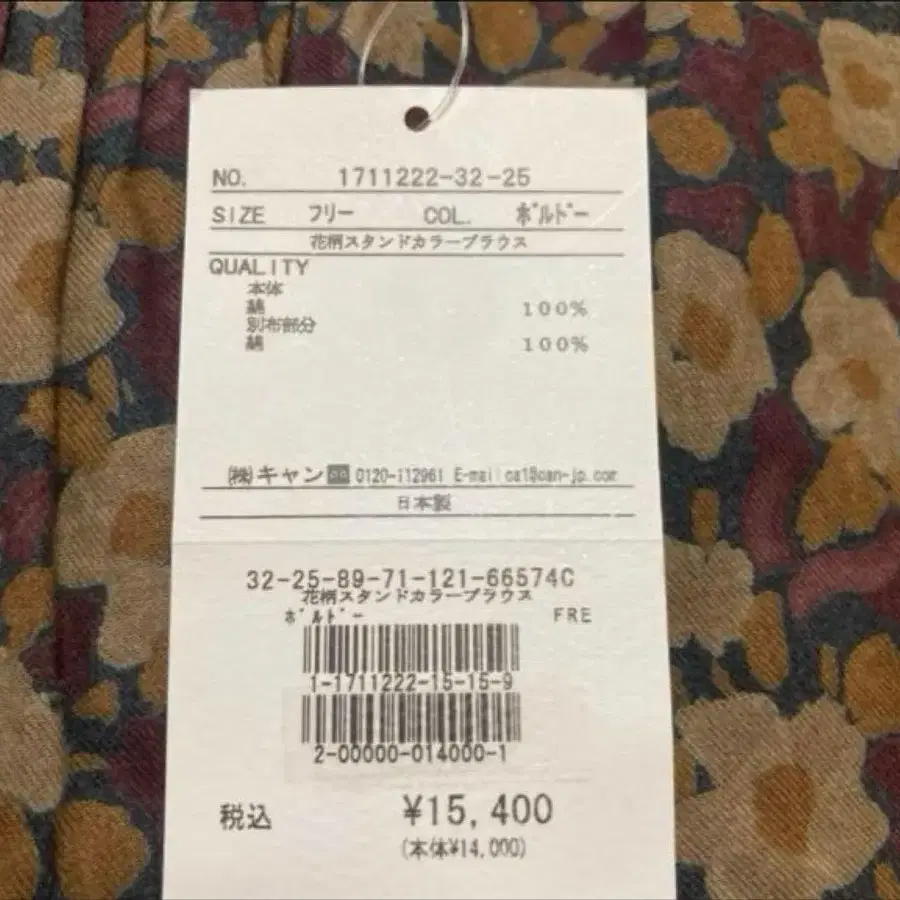 NO. 1711222-32-25
SIZE フリー COL. ボルドー
花柄スタンドカラーブラウス
QUALITY
本体
綿 100%
別布部分
綿 100%
㈱キャン 0120-112961 E-mail ca1@can-jp.com
日本製
32-25-89-71-121-66574C
花柄スタンドカラーブラウス
ボルドー FRE
1-1711222-15-15-9
2-00000-014000-1
税込 ¥15,400
(本体¥14,000)